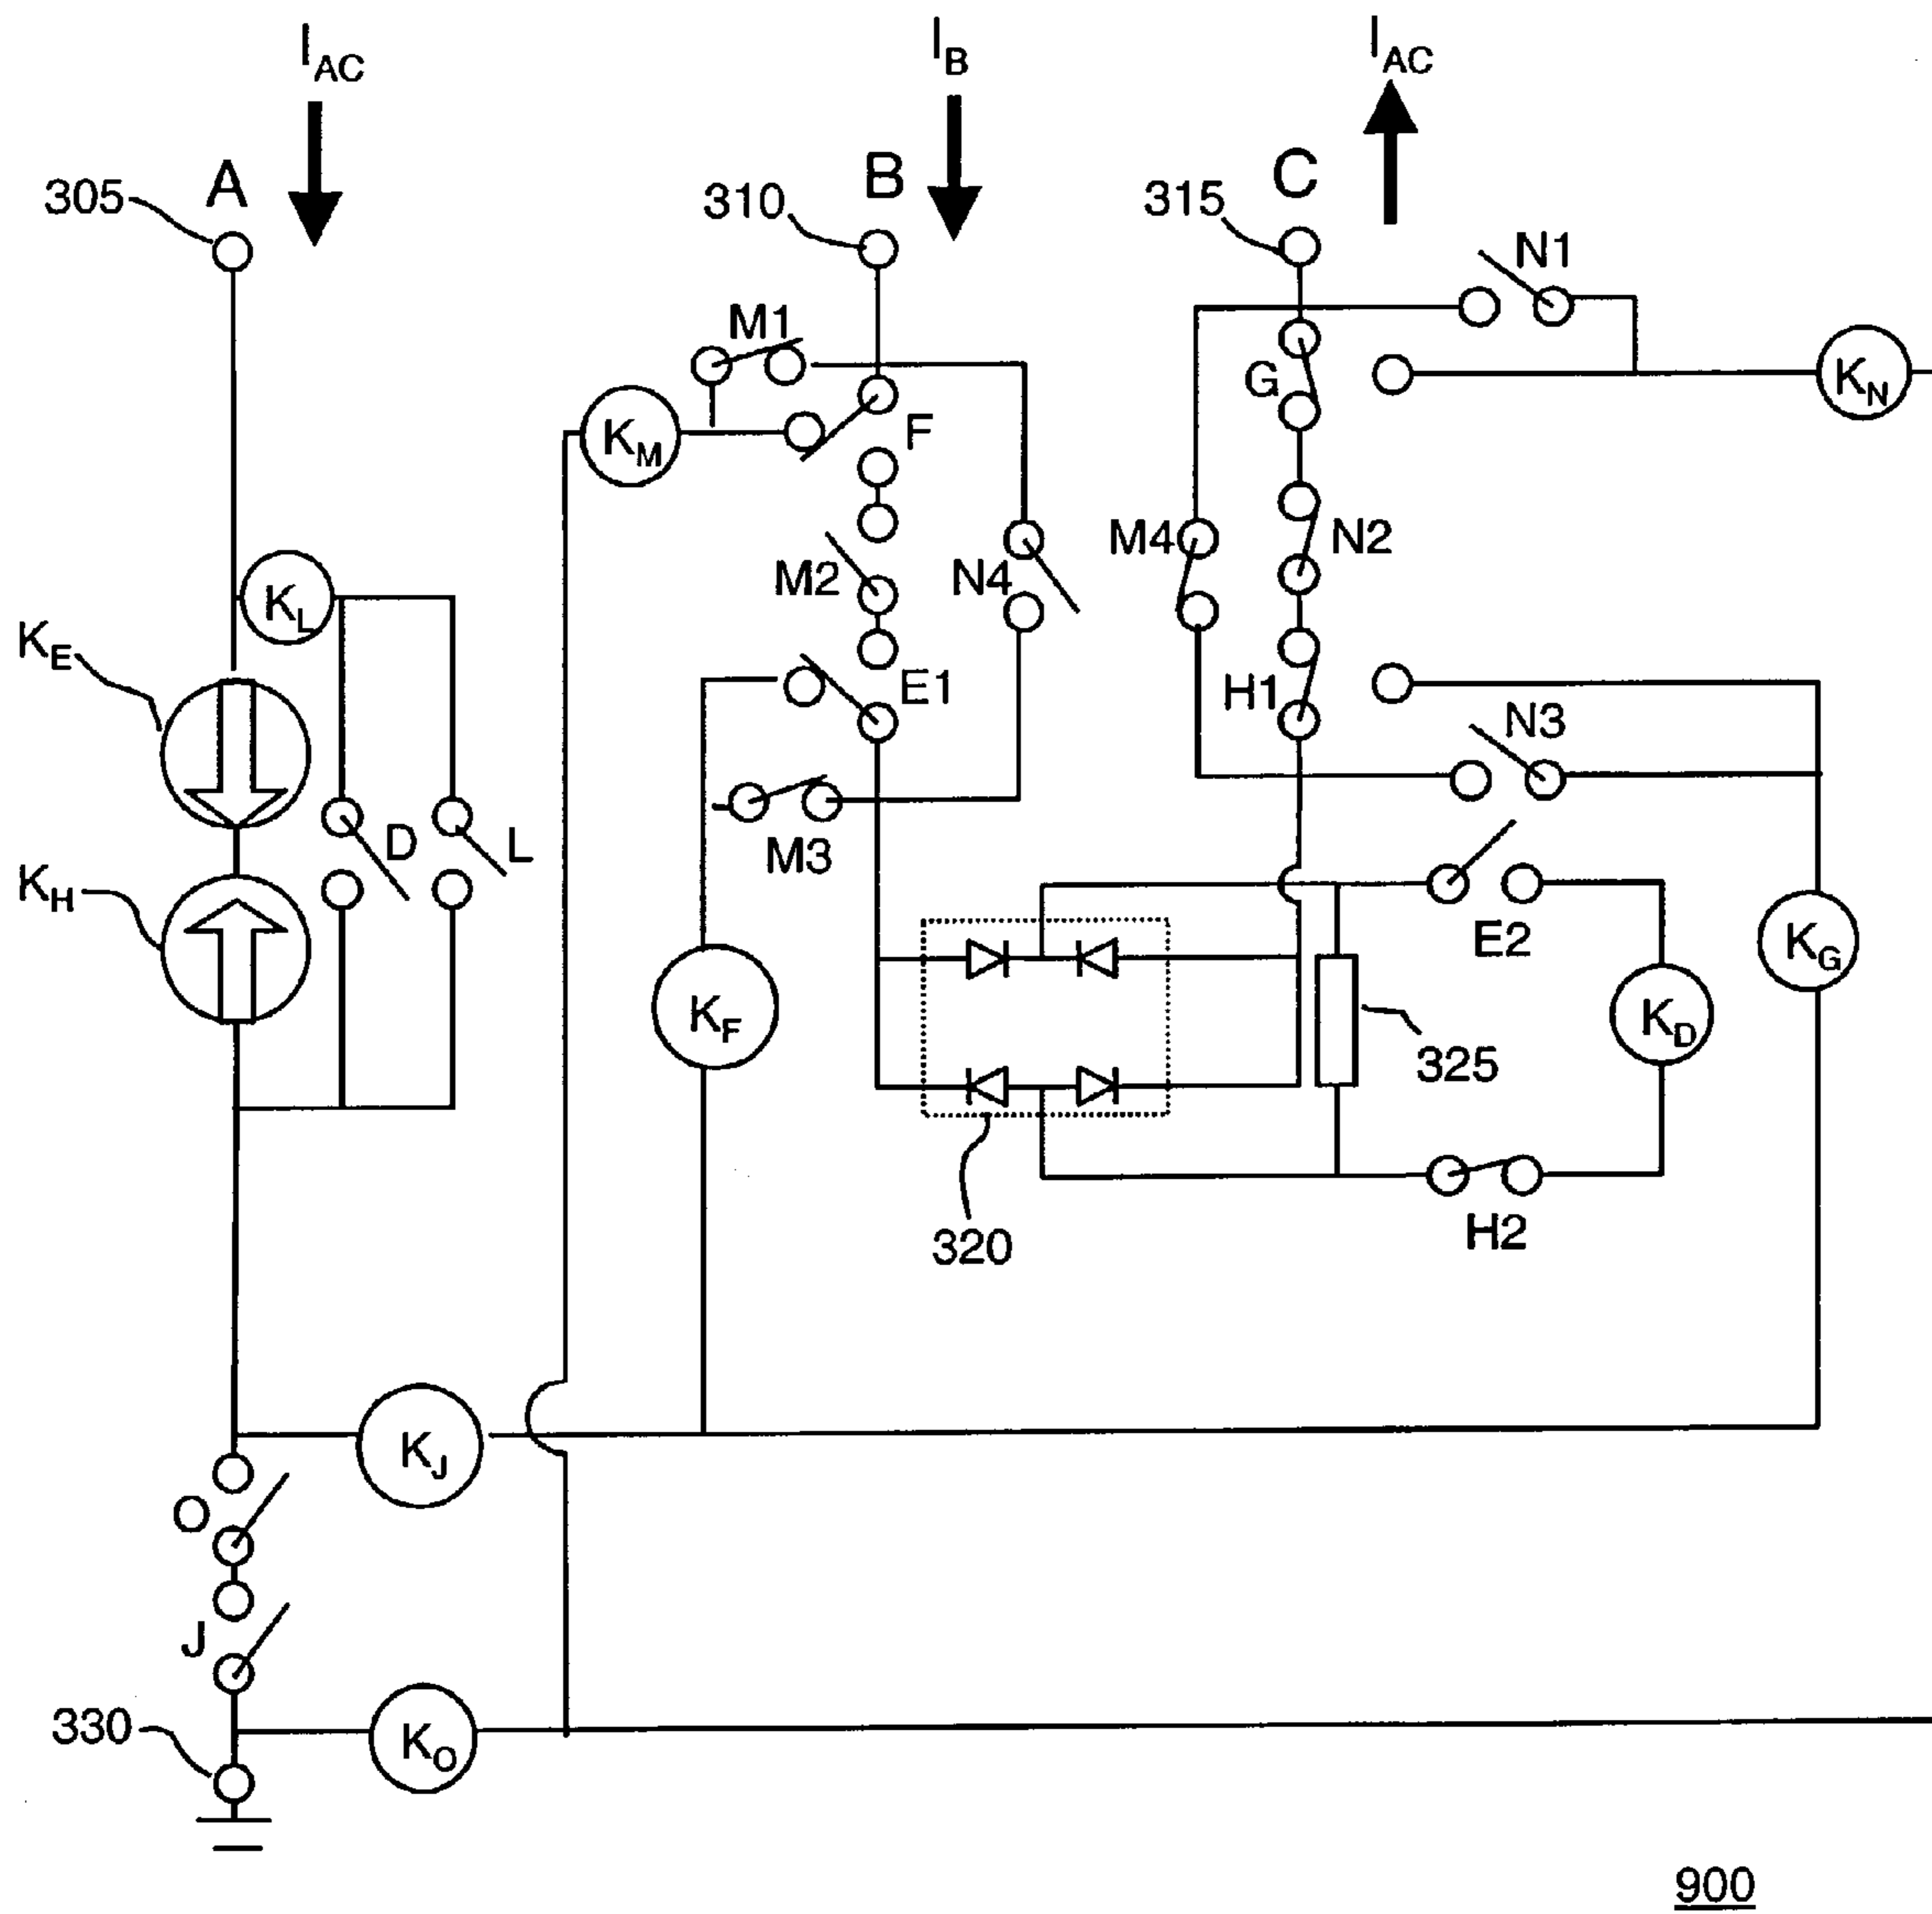 I_AC
I_B
I_AC
305
A
310
B
315
C
N1
M1
G
K_N
K_M
F
M4
N2
M2
N4
K_L
K_E
E1
H1
N3
D
L
M3
K_H
E2
K_G
K_F
K_D
325
H2
320
K_J
O
J
330
K_O
900